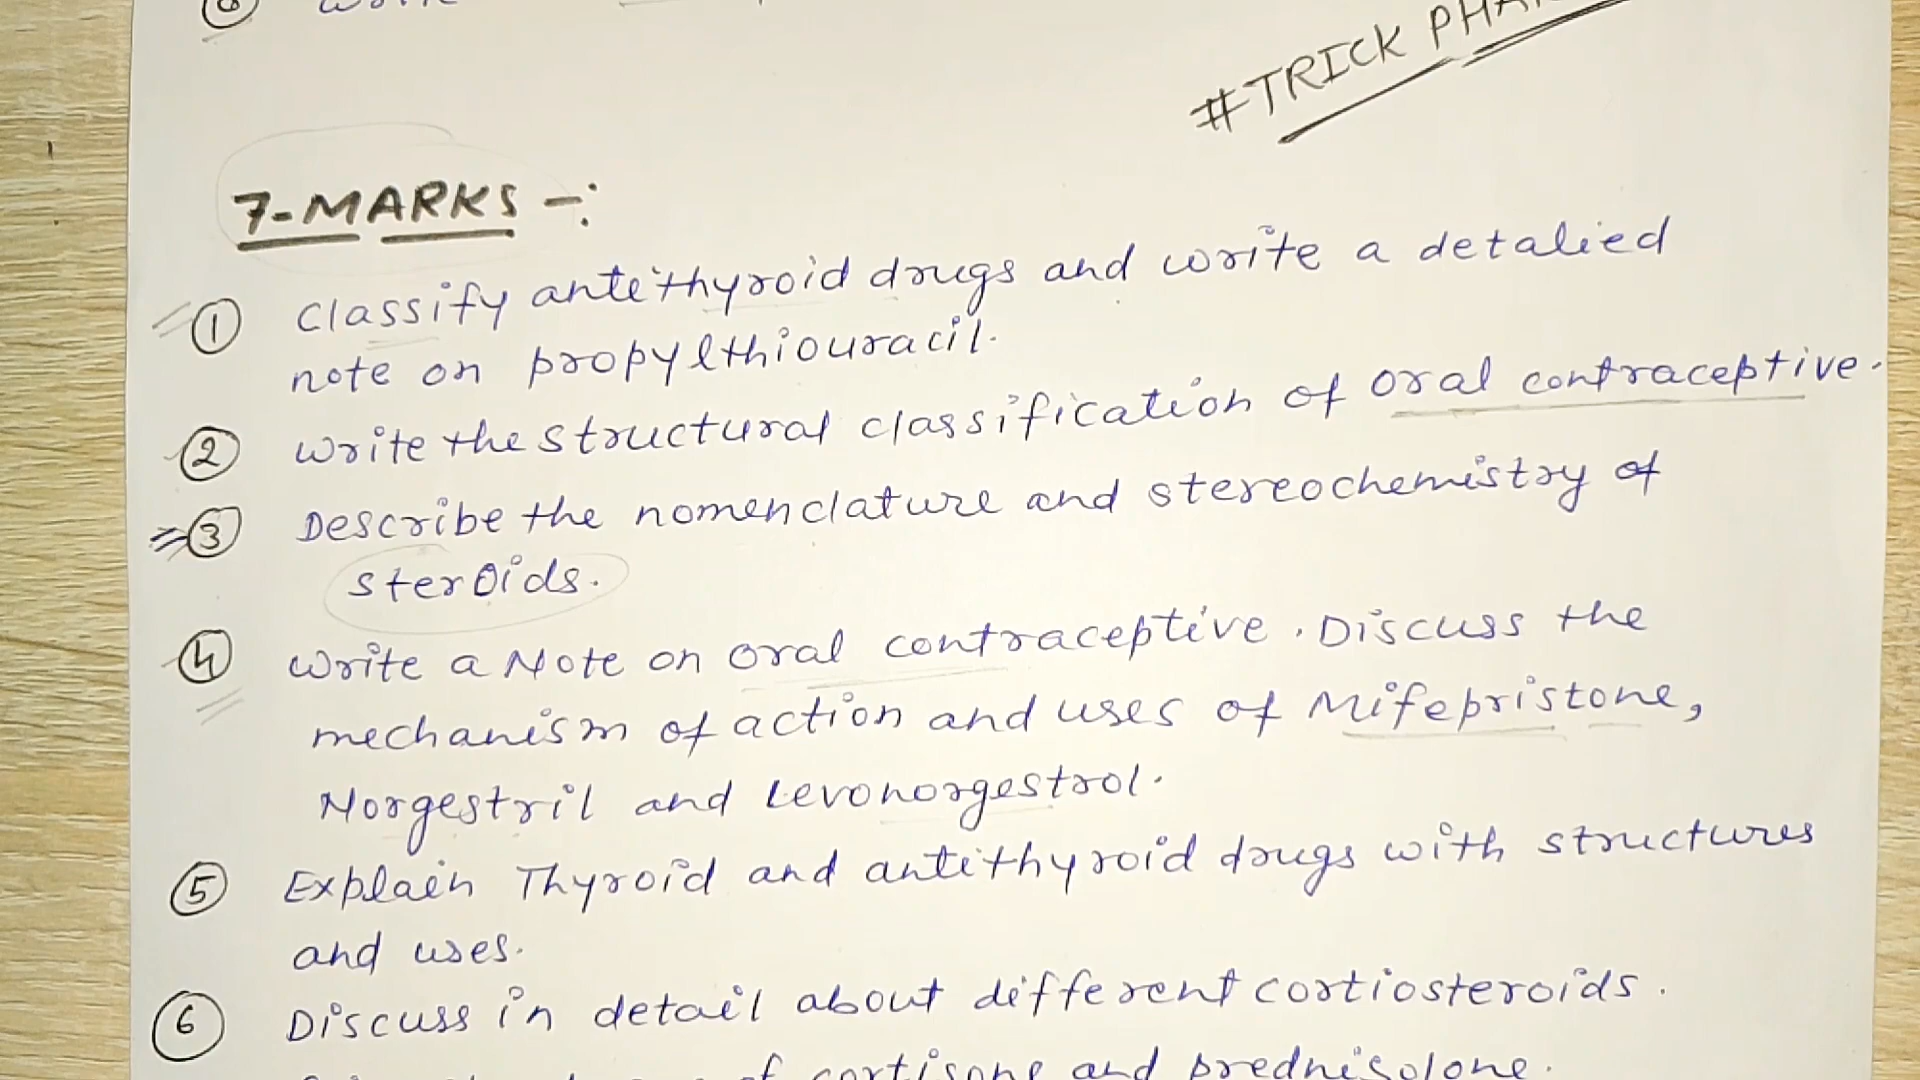 #TRICK
7-MARKS -:
① Classify antithyroid drugs and write a detalied
note on propylthiouracil.
② Write the structural classification of oral contraceptive.
③ Describe the nomenclature and stereochemistry of
steroids.
④ Write a Note on oral contraceptive. Discuss the
mechanism of action and uses of Mifepristone,
Norgestril and Levonorgestrol.
⑤ Explain Thyroid and antithyroid drugs with structures
and uses.
⑥ Discuss in detail about different cortiosteroids.
of cortisone and prednisolone.